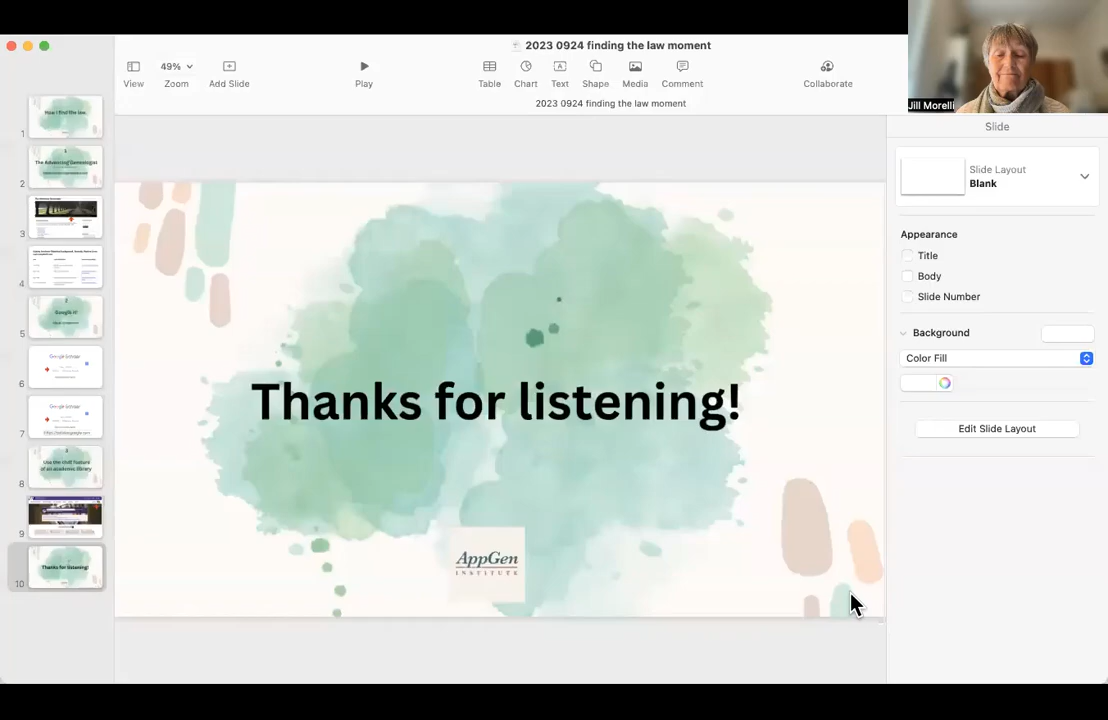 2023 0924 finding the law moment
View
49%
Zoom
Add Slide
Play
Table
Chart
Text
Shape
Media
Comment
Collaborate
2023 0924 finding the law moment
Jill Morelli
Slide
Slide Layout
Blank
Appearance
Title
Body
Slide Number
Background
Color Fill
Edit Slide Layout
1
How I find the law.
2
1
The Advancing Genealogist
3
4
5
2
Google it!
6
Google Scholar
7
Google Scholar
8
3
Use the chat feature
of an academic library
9
10
Thanks for listening!
Thanks for listening!
AppGen
INSTITUTE